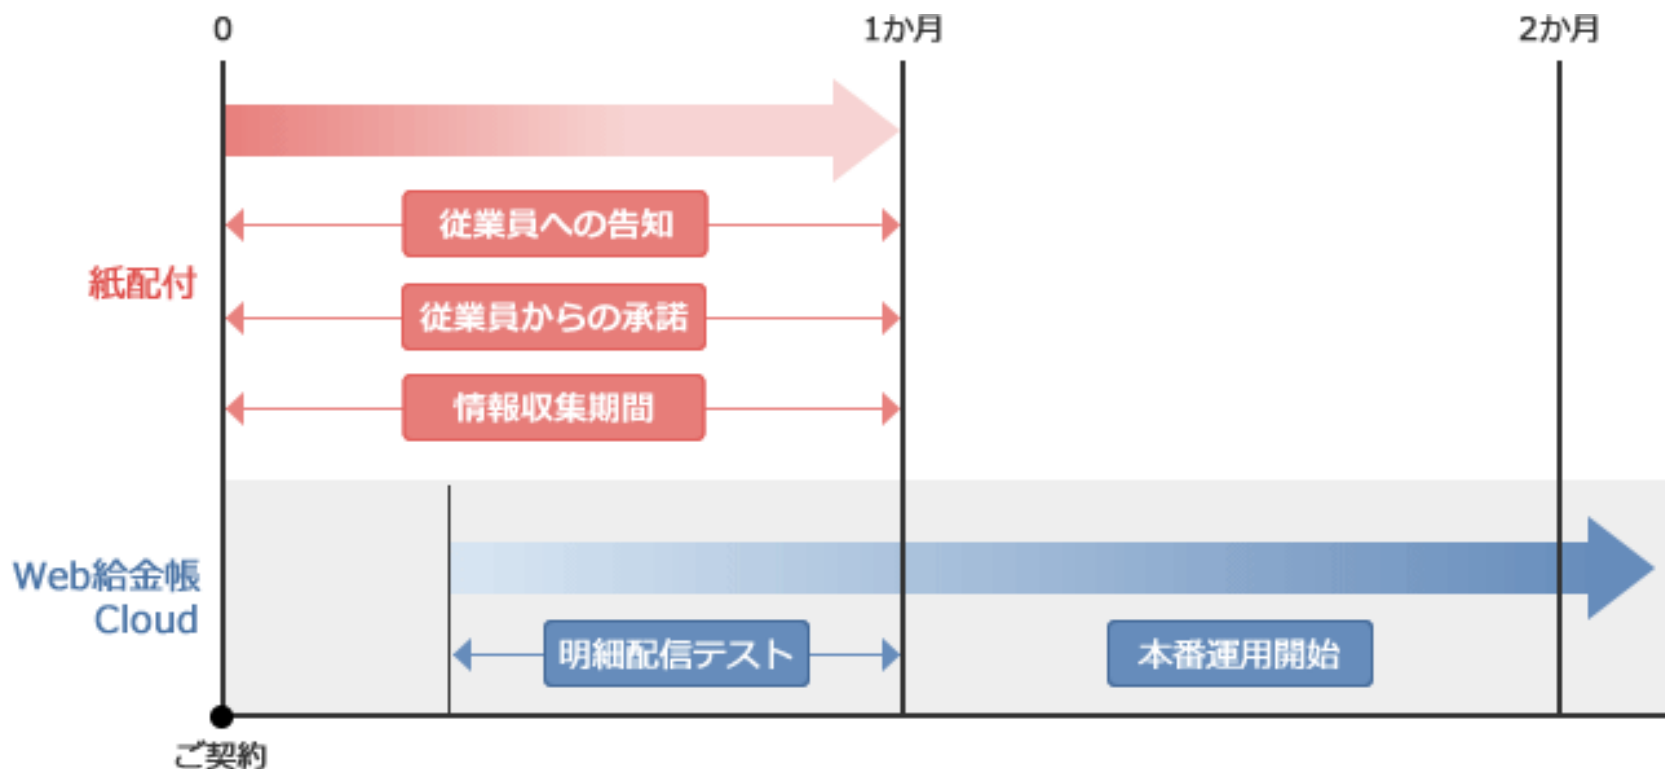 0
1か月
2か月
従業員への告知
紙配付
従業員からの承諾
情報収集期間
Web給金帳
Cloud
明細配信テスト
本番運用開始
ご契約